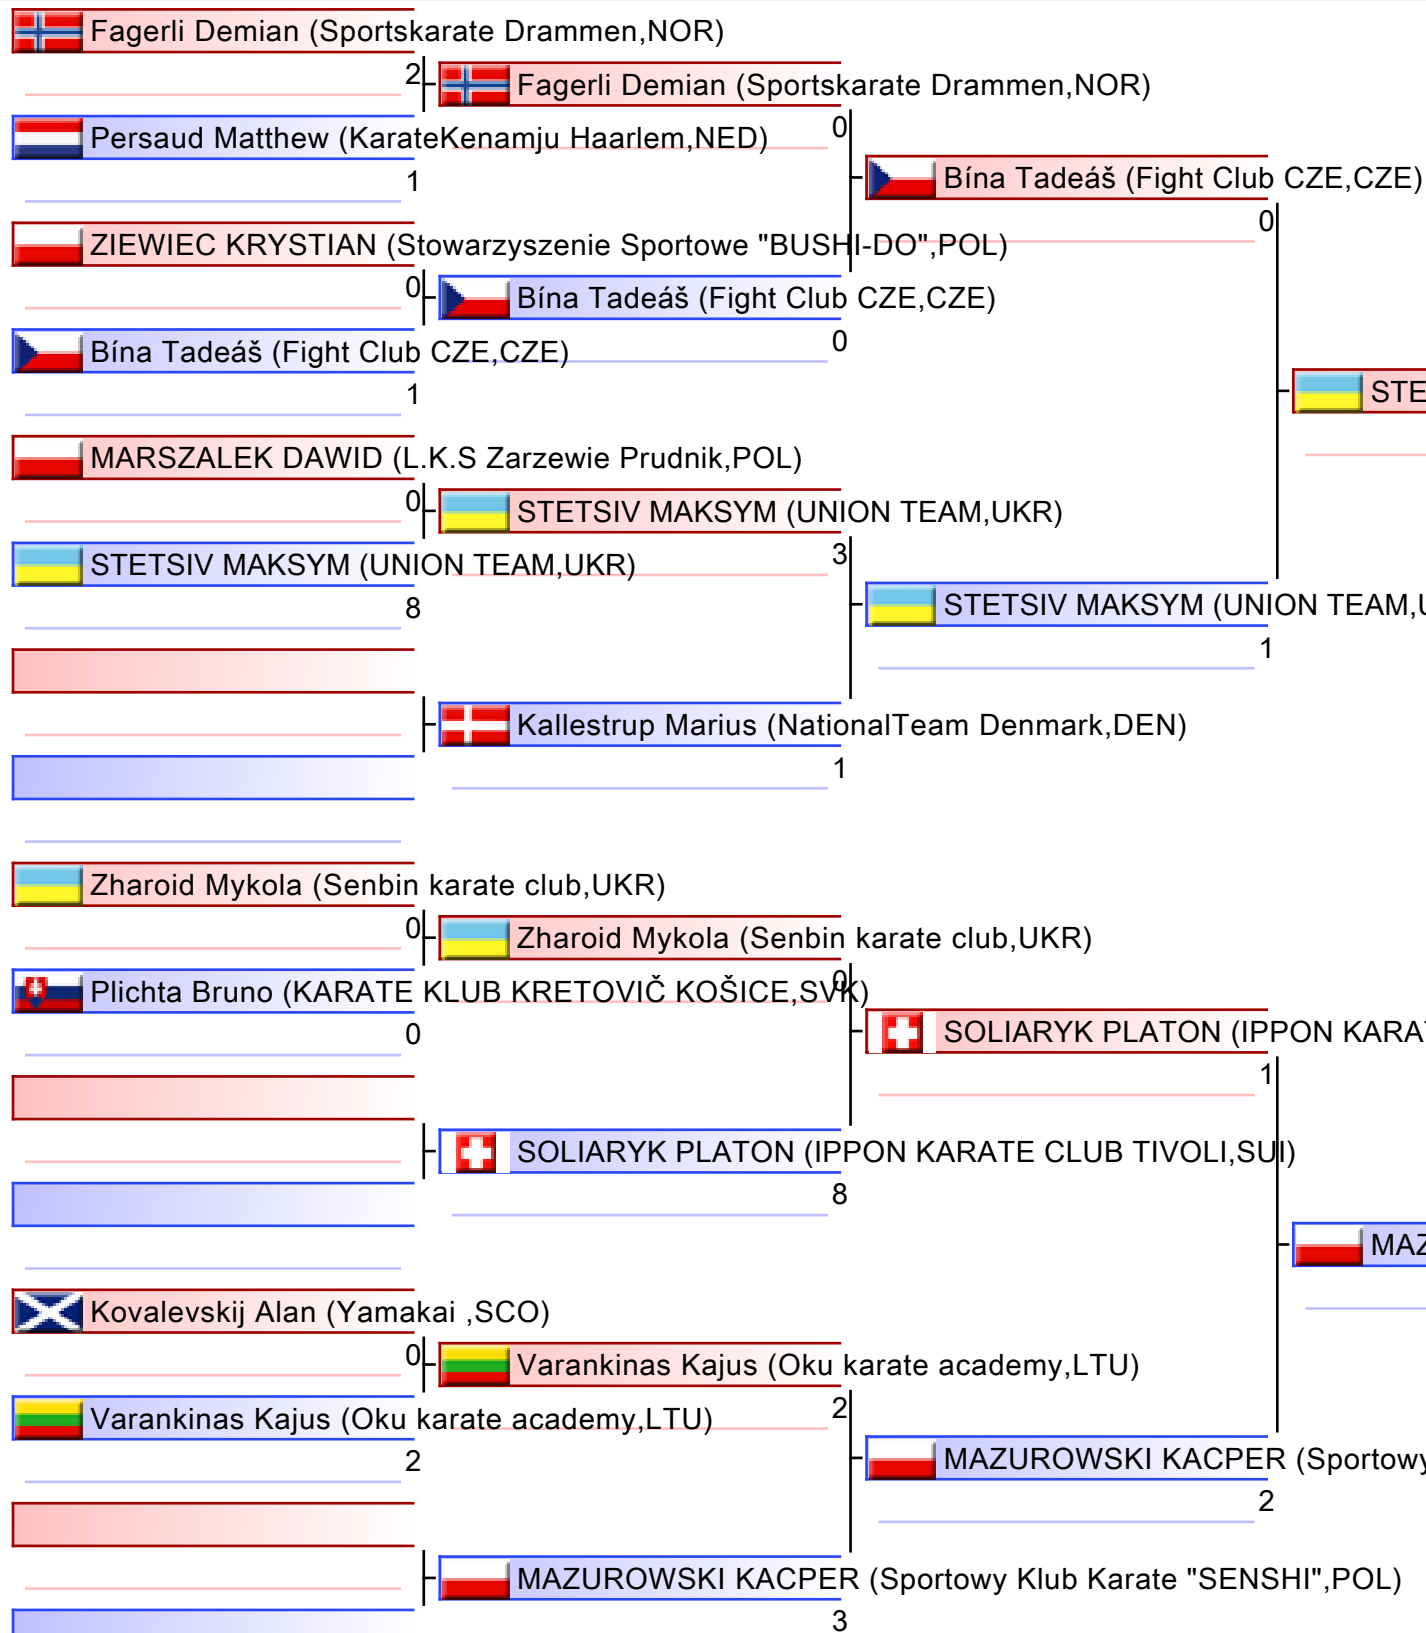 Fagerli Demian (Sportskarate Drammen,NOR)
2
Fagerli Demian (Sportskarate Drammen,NOR)
0
Persaud Matthew (KarateKenamju Haarlem,NED)
1
Bína Tadeáš (Fight Club CZE,CZE)
0
ZIEWIEC KRYSTIAN (Stowarzyszenie Sportowe "BUSHI-DO",POL)
0
Bína Tadeáš (Fight Club CZE,CZE)
0
Bína Tadeáš (Fight Club CZE,CZE)
1
STE
MARSZALEK DAWID (L.K.S Zarzewie Prudnik,POL)
0
STETSIV MAKSYM (UNION TEAM,UKR)
3
STETSIV MAKSYM (UNION TEAM,UKR)
8
STETSIV MAKSYM (UNION TEAM,U
1
Kallestrup Marius (NationalTeam Denmark,DEN)
1
Zharoid Mykola (Senbin karate club,UKR)
0
Zharoid Mykola (Senbin karate club,UKR)
0
Plichta Bruno (KARATE KLUB KRETOVIČ KOŠICE,SVK)
0
SOLIARYK PLATON (IPPON KARAT
1
SOLIARYK PLATON (IPPON KARATE CLUB TIVOLI,SUI)
8
MAZ
Kovalevskij Alan (Yamakai ,SCO)
0
Varankinas Kajus (Oku karate academy,LTU)
2
Varankinas Kajus (Oku karate academy,LTU)
2
MAZUROWSKI KACPER (Sportowy
2
MAZUROWSKI KACPER (Sportowy Klub Karate "SENSHI",POL)
3